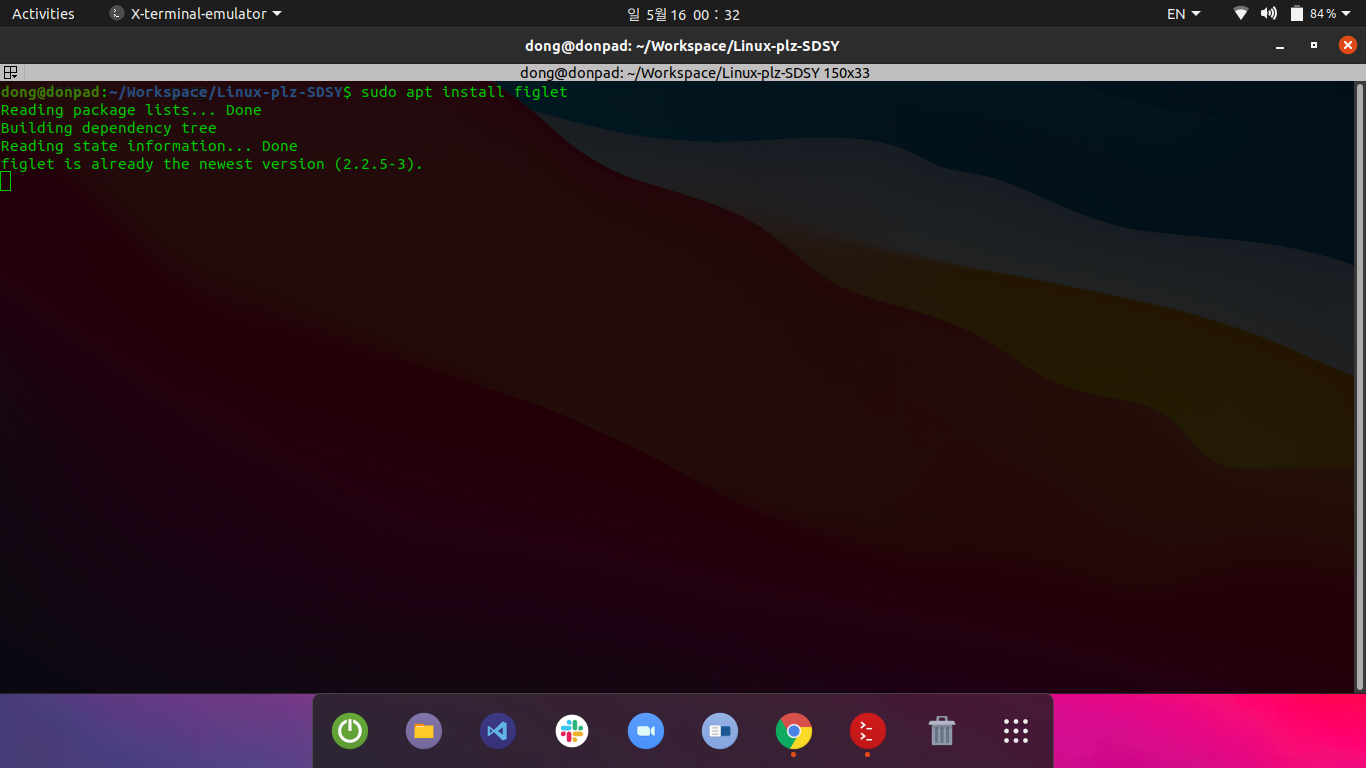 Activities
X-terminal-emulator
일 5월 16 00 : 32
EN
84 %
dong@donpad: ~/Workspace/Linux-plz-SDSY
dong@donpad: ~/Workspace/Linux-plz-SDSY 150x33
dong@donpad:~/Workspace/Linux-plz-SDSY$ sudo apt install figlet
Reading package lists... Done
Building dependency tree
Reading state information... Done
figlet is already the newest version (2.2.5-3).